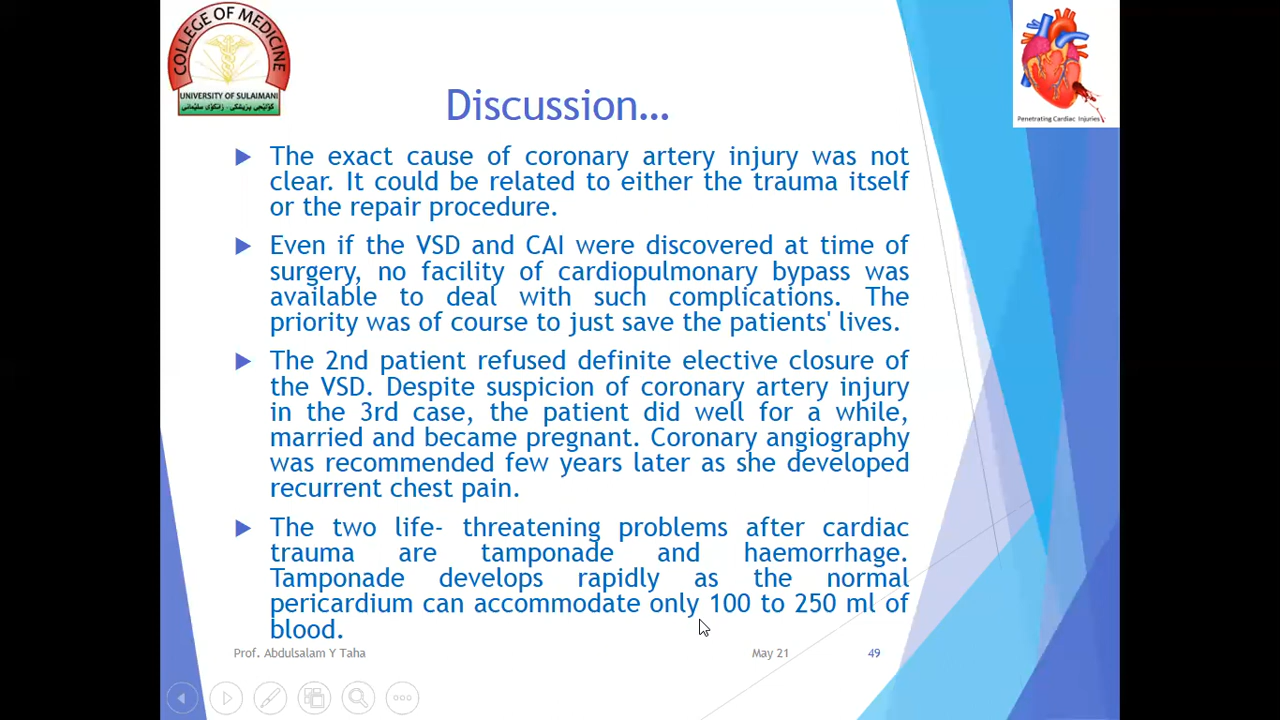 COLLEGE OF MEDICINE
UNIVERSITY OF SULAIMANI
کۆلێجی پزیشکی - زانکۆی سلێمانی
Penetrating Cardiac Injuries
Discussion…
The exact cause of coronary artery injury was not
clear. It could be related to either the trauma itself
or the repair procedure.
Even if the VSD and CAI were discovered at time of
surgery, no facility of cardiopulmonary bypass was
available to deal with such complications. The
priority was of course to just save the patients' lives.
The 2nd patient refused definite elective closure of
the VSD. Despite suspicion of coronary artery injury
in the 3rd case, the patient did well for a while,
married and became pregnant. Coronary angiography
was recommended few years later as she developed
recurrent chest pain.
The two life- threatening problems after cardiac
trauma are tamponade and haemorrhage.
Tamponade develops rapidly as the normal
pericardium can accommodate only 100 to 250 ml of
blood.
Prof. Abdulsalam Y Taha
May 21
49